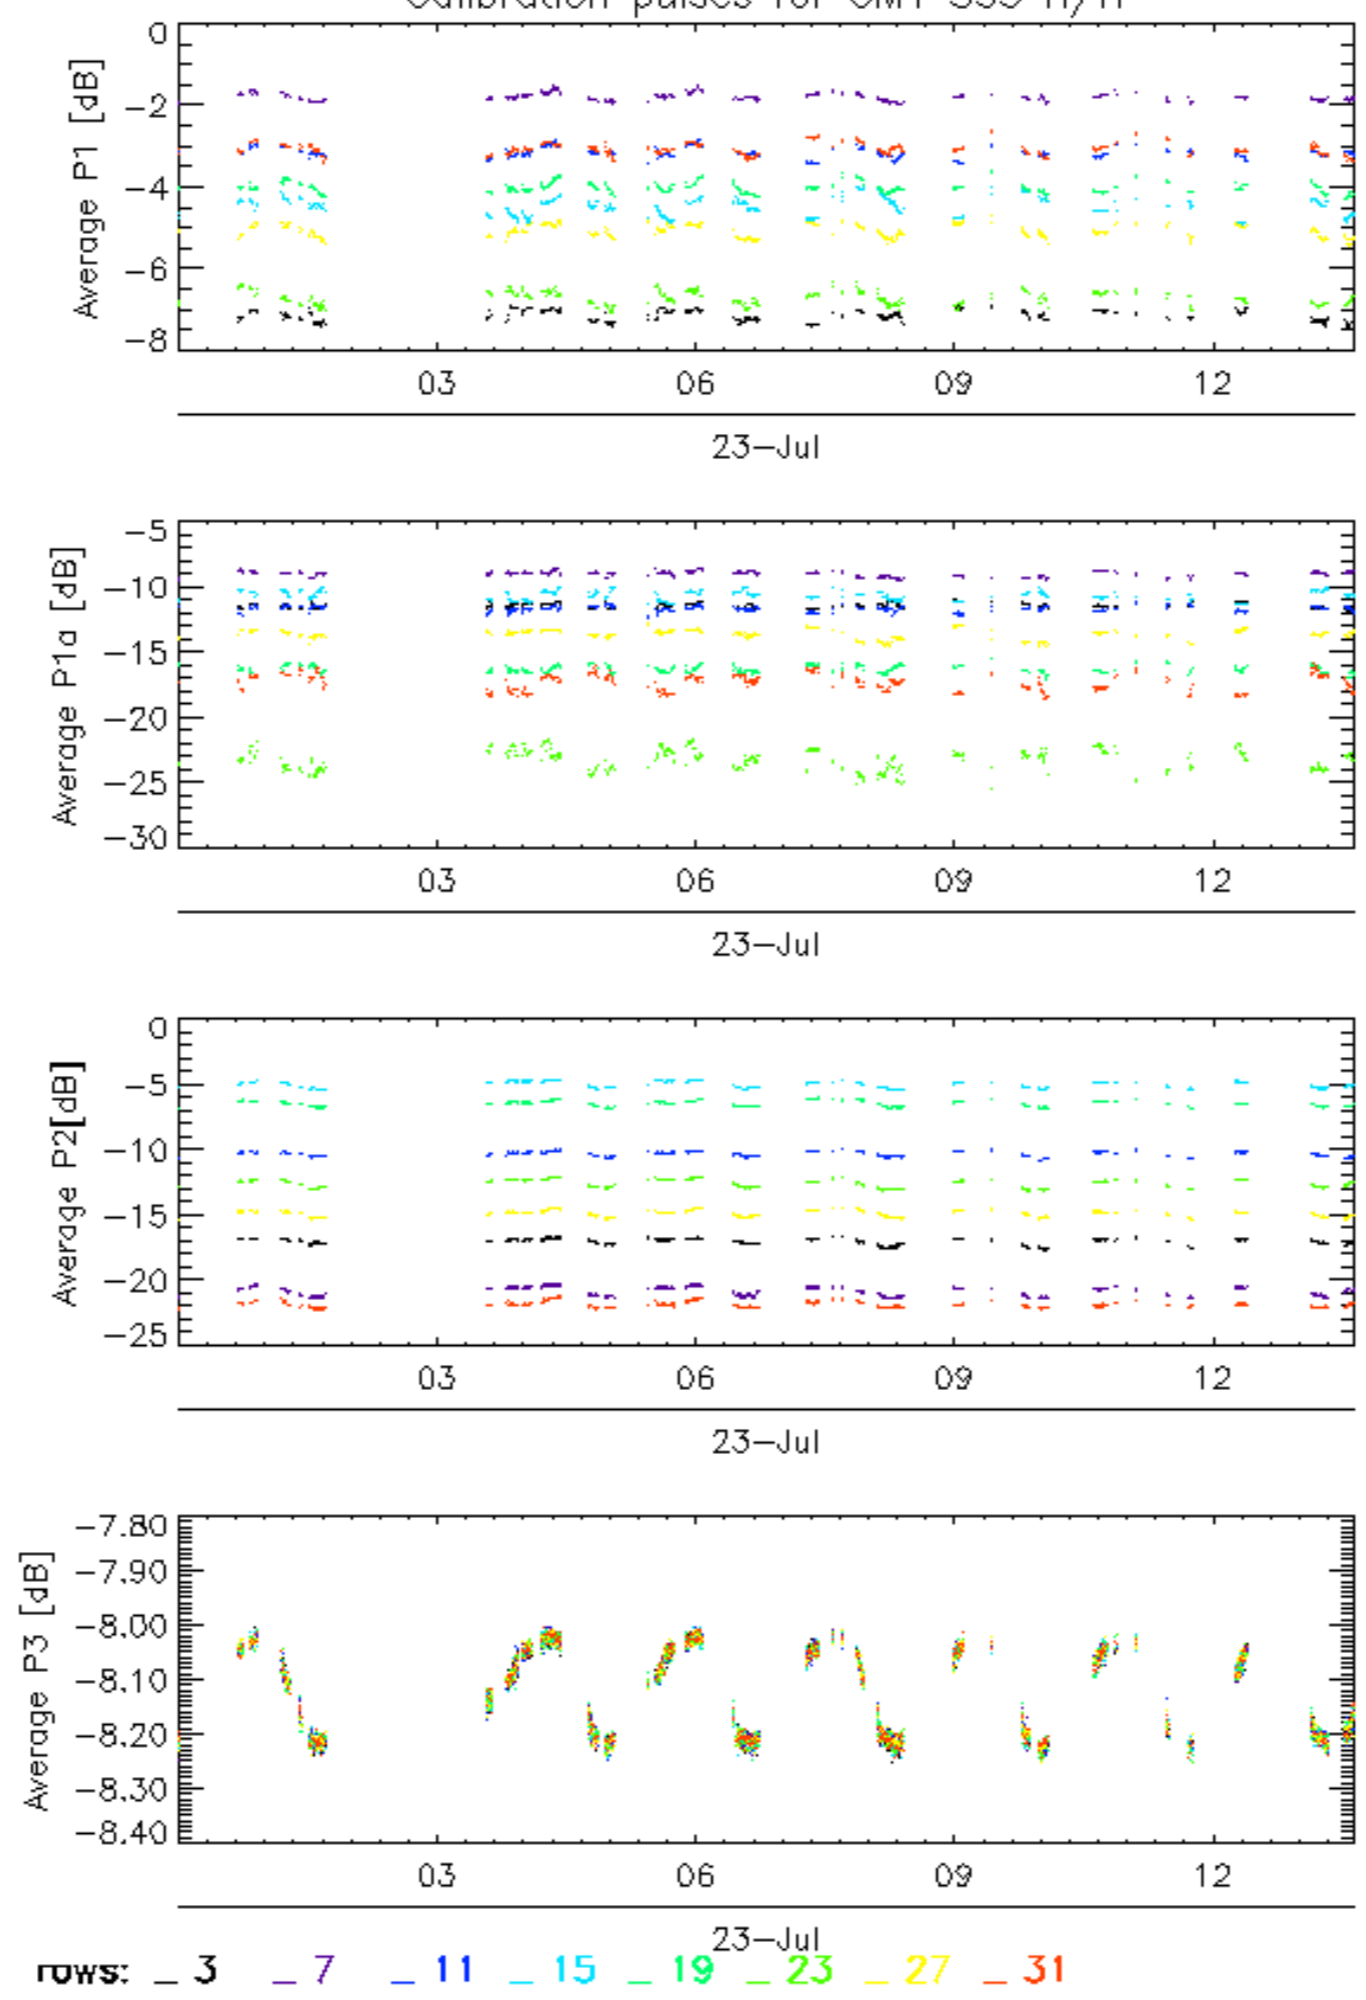 Calibration pulses for
0
-2
-4
-6
-8
Average P1 [dB]
03 06 09 12
23-Jul
-5
-10
-15
-20
-25
-30
Average P1a [dB]
03 06 09 12
23-Jul
0
-5
-10
-15
-20
-25
Average P2[dB]
03 06 09 12
23-Jul
-7.80
-7.90
-8.00
-8.10
-8.20
-8.30
-8.40
Average P3 [dB]
03 06 09 12
23-Jul
rows: _ 3 _ 7 _ 11 _ 15 _ 19 _ 23 _ 27 _ 31